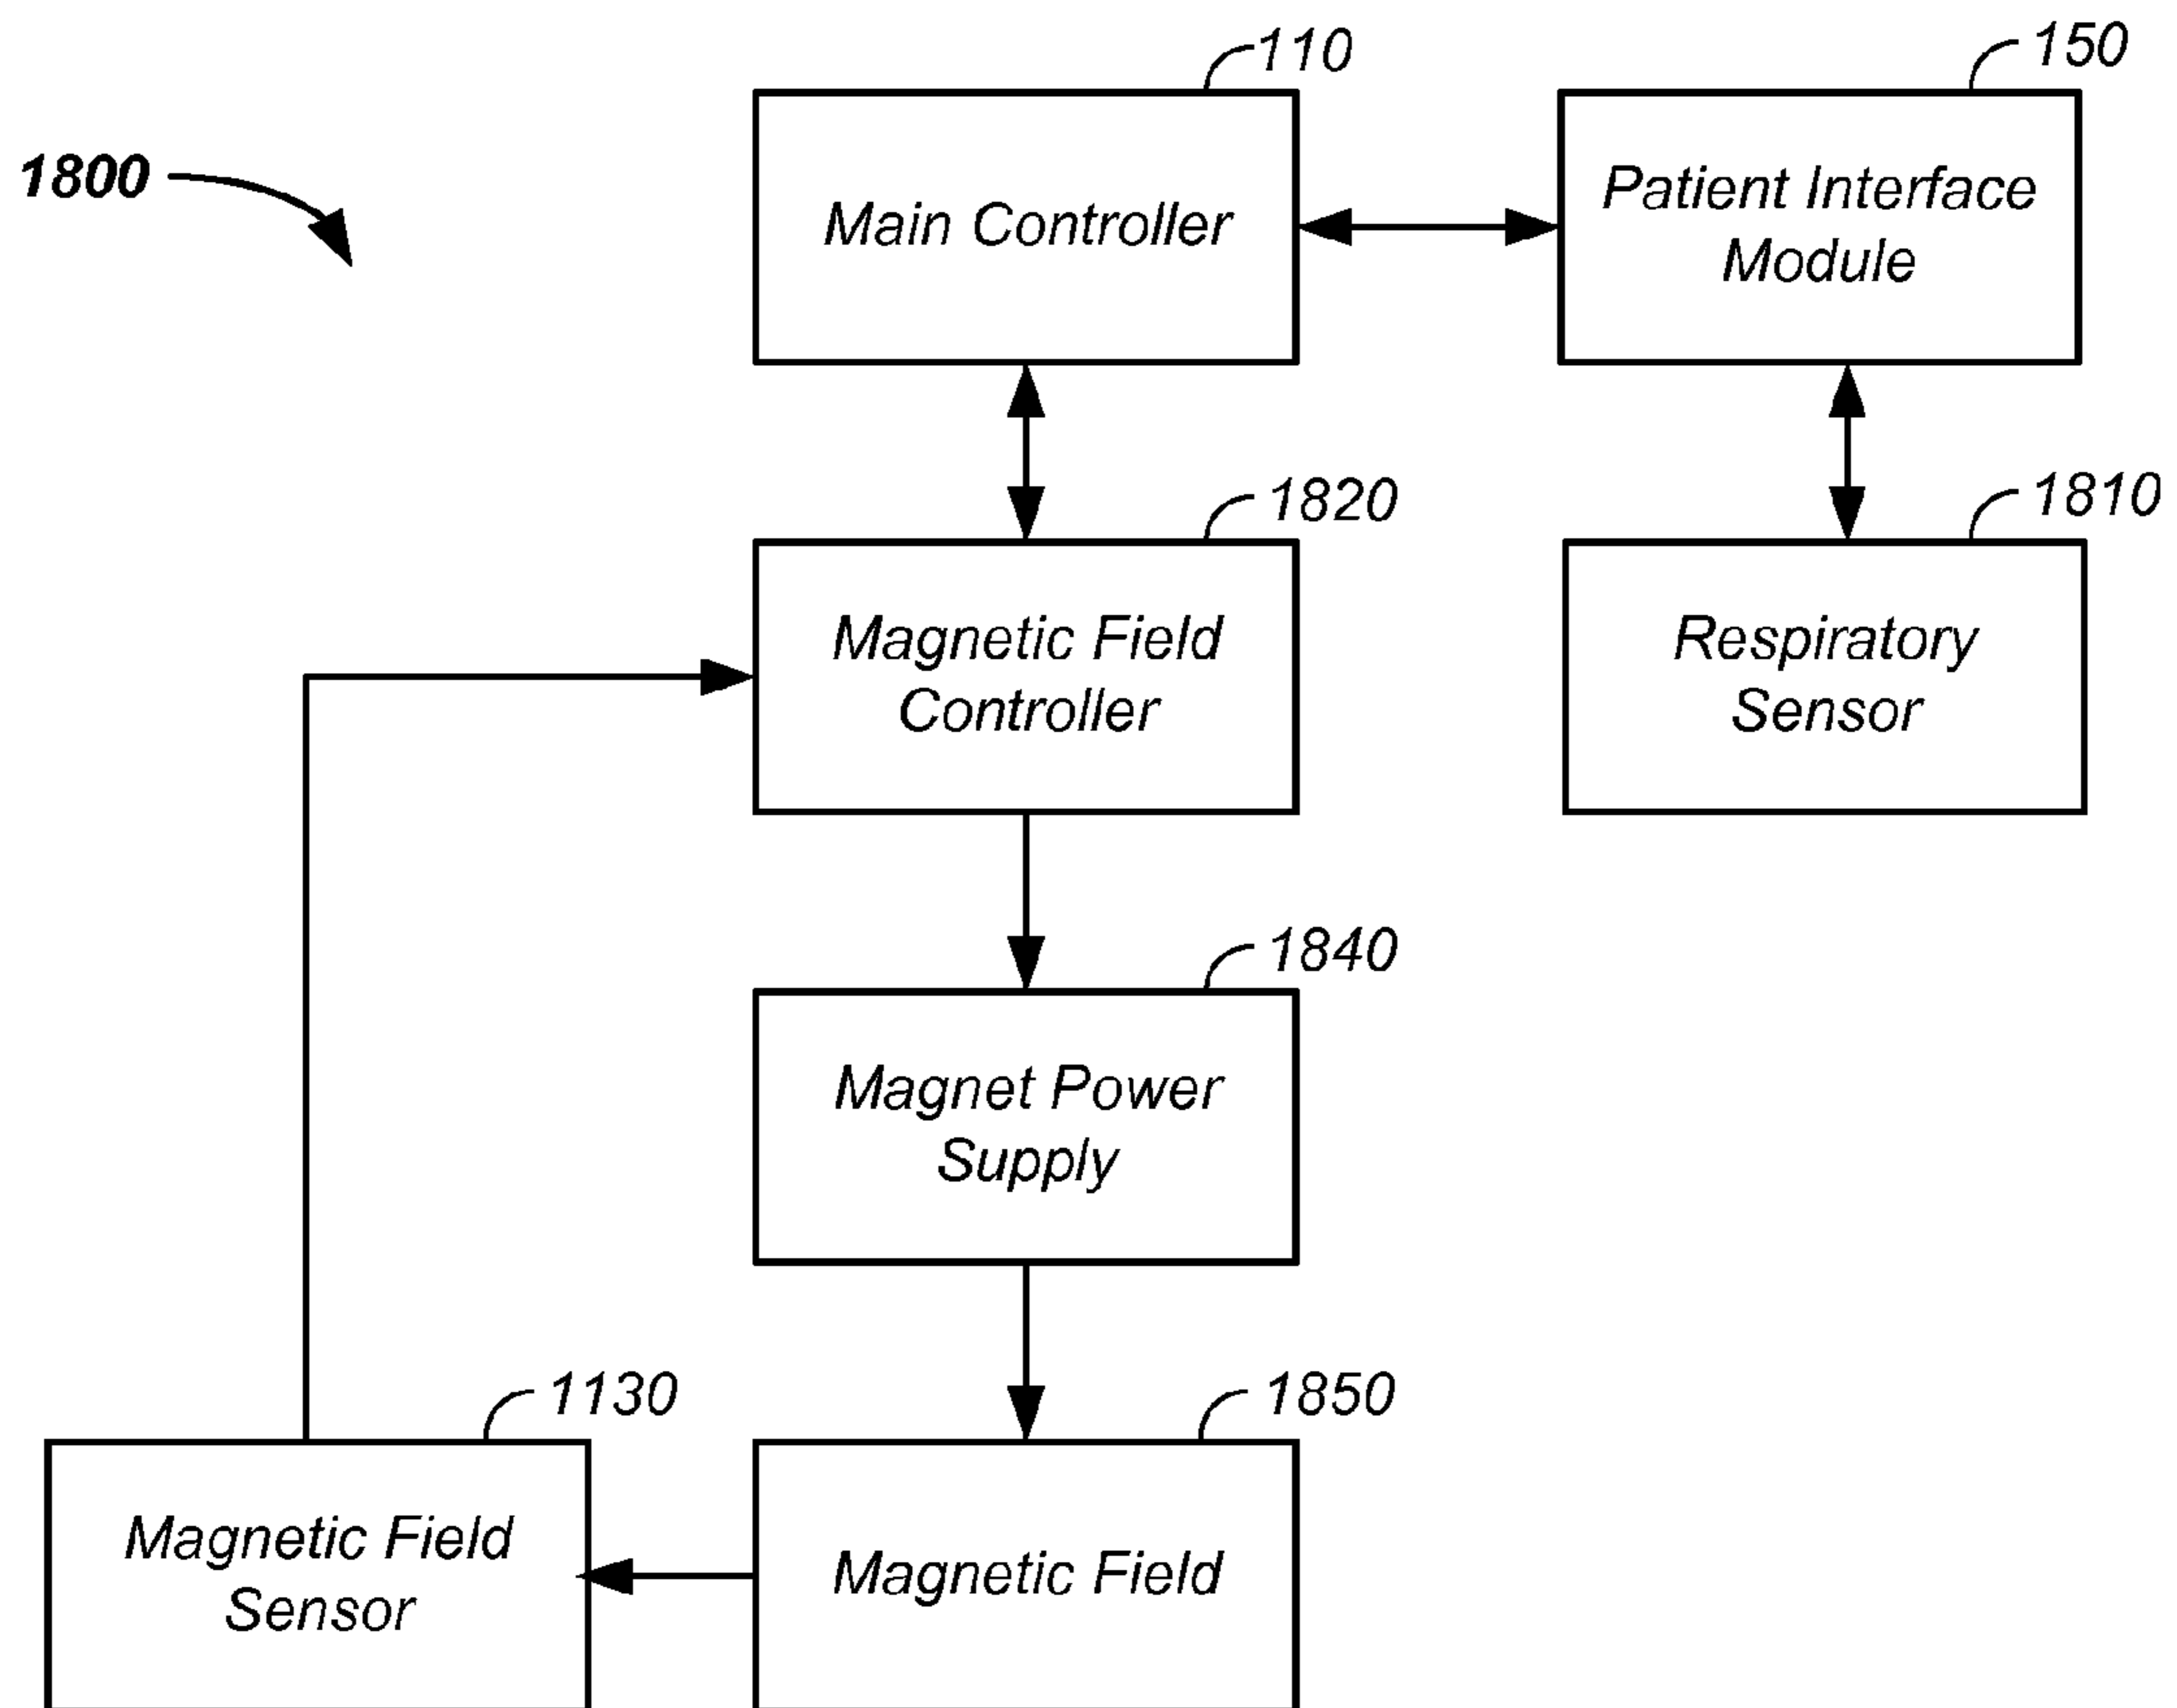 110
150
1800
Main Controller
Patient Interface
Module
1820
1810
Magnetic Field
Controller
Respiratory
Sensor
1840
Magnet Power
Supply
1130
1850
Magnetic Field
Sensor
Magnetic Field